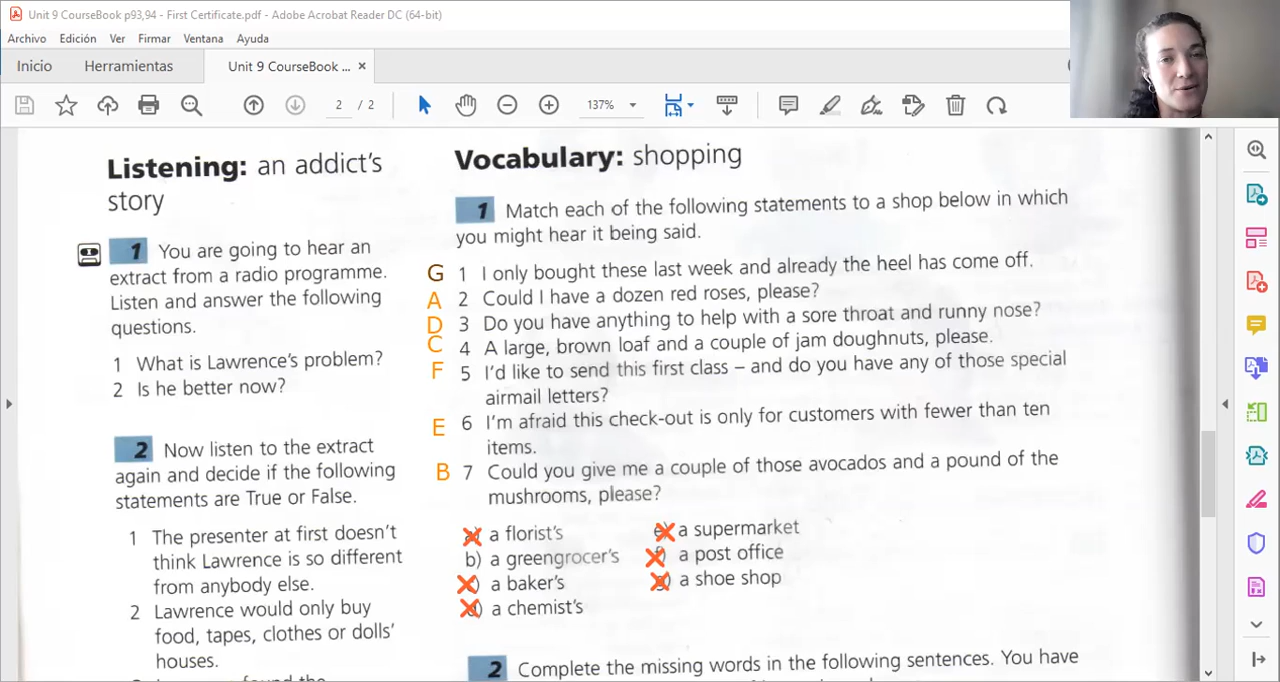 Unit 9 CourseBook p93,94 - First Certificate.pdf - Adobe Acrobat Reader DC (64-bit)
Archivo Edición Ver Firmar Ventana Ayuda
Inicio Herramientas Unit 9 CourseBook ... ×
2 / 2 137%
Listening: an addict's
story
1 You are going to hear an
extract from a radio programme.
Listen and answer the following
questions.
1 What is Lawrence's problem?
2 Is he better now?
2 Now listen to the extract
again and decide if the following
statements are True or False.
1 The presenter at first doesn't
think Lawrence is so different
from anybody else.
2 Lawrence would only buy
food, tapes, clothes or dolls'
houses.
Vocabulary: shopping
1 Match each of the following statements to a shop below in which
you might hear it being said.
G 1 I only bought these last week and already the heel has come off.
A 2 Could I have a dozen red roses, please?
D 3 Do you have anything to help with a sore throat and runny nose?
C 4 A large, brown loaf and a couple of jam doughnuts, please.
F 5 I'd like to send this first class – and do you have any of those special
airmail letters?
E 6 I'm afraid this check-out is only for customers with fewer than ten
items.
B 7 Could you give me a couple of those avocados and a pound of the
mushrooms, please?
a florist's
b) a greengrocer's
a baker's
a chemist's
a supermarket
a post office
a shoe shop
2 Complete the missing words in the following sentences. You have